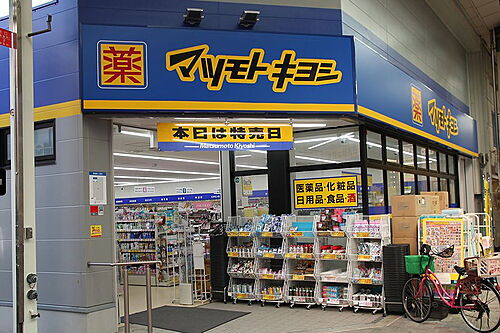 薬
マツモトキヨシ
本日は特売日
Matsumoto Kiyoshi
医薬品・化粧品
日用品・食品・酒
薬
マツモトキヨシ